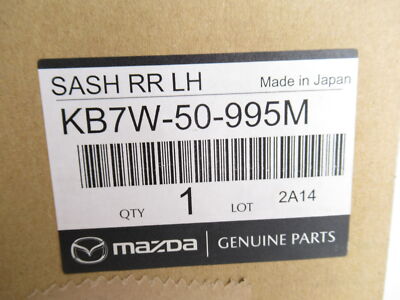 SASH RR LH Made in Japan
KB7W-50-995M
QTY 1 LOT 2A14
mazda GENUINE PARTS